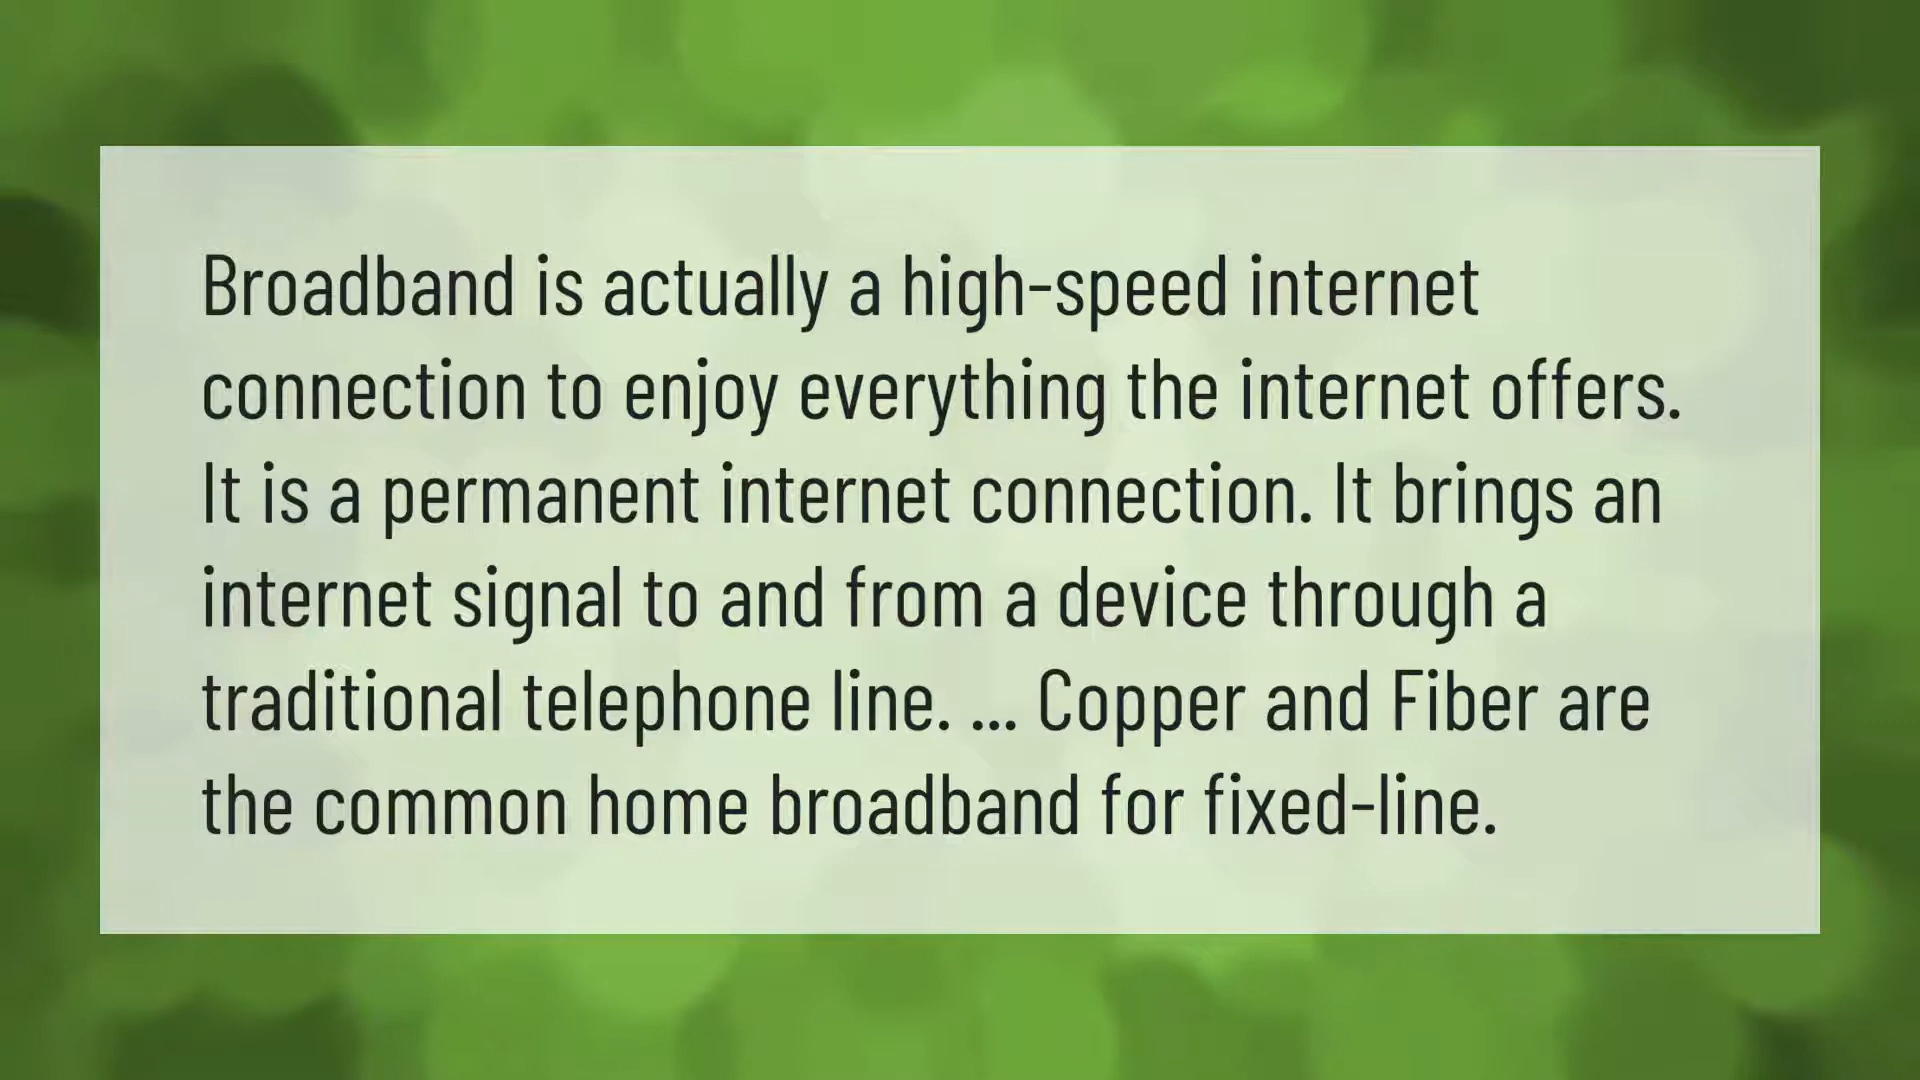 Broadband is actually a high-speed internet
connection to enjoy everything the internet offers.
It is a permanent internet connection. It brings an
internet signal to and from a device through a
traditional telephone line. ... Copper and Fiber are
the common home broadband for fixed-line.